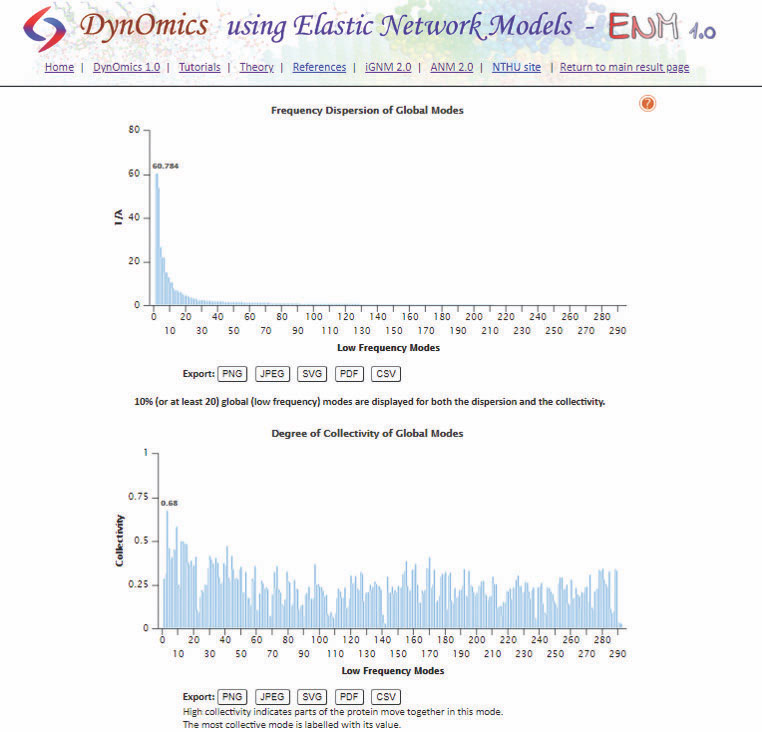 DynOmics using Elastic Network Models - ENM 1.0
Home | DynOmics 1.0 | Tutorials | Theory | References | iGNM 2.0 | ANM 2.0 | NTHU site | Return to main result page
Frequency Dispersion of Global Modes
?
80
60.784
60
1/λ
40
20
0
0 20 40 60 80 100 120 140 160 180 200 220 240 260 280
10 30 50 70 90 110 130 150 170 190 210 230 250 270 290
Low Frequency Modes
Export: PNG JPEG SVG PDF CSV
10% (or at least 20) global (low frequency) modes are displayed for both the dispersion and the collectivity.
Degree of Collectivity of Global Modes
1
0.75
0.68
Collectivity
0.5
0.25
0
0 20 40 60 80 100 120 140 160 180 200 220 240 260 280
10 30 50 70 90 110 130 150 170 190 210 230 250 270 290
Low Frequency Modes
Export: PNG JPEG SVG PDF CSV
High collectivity indicates parts of the protein move together in this mode.
The most collective mode is labelled with its value.